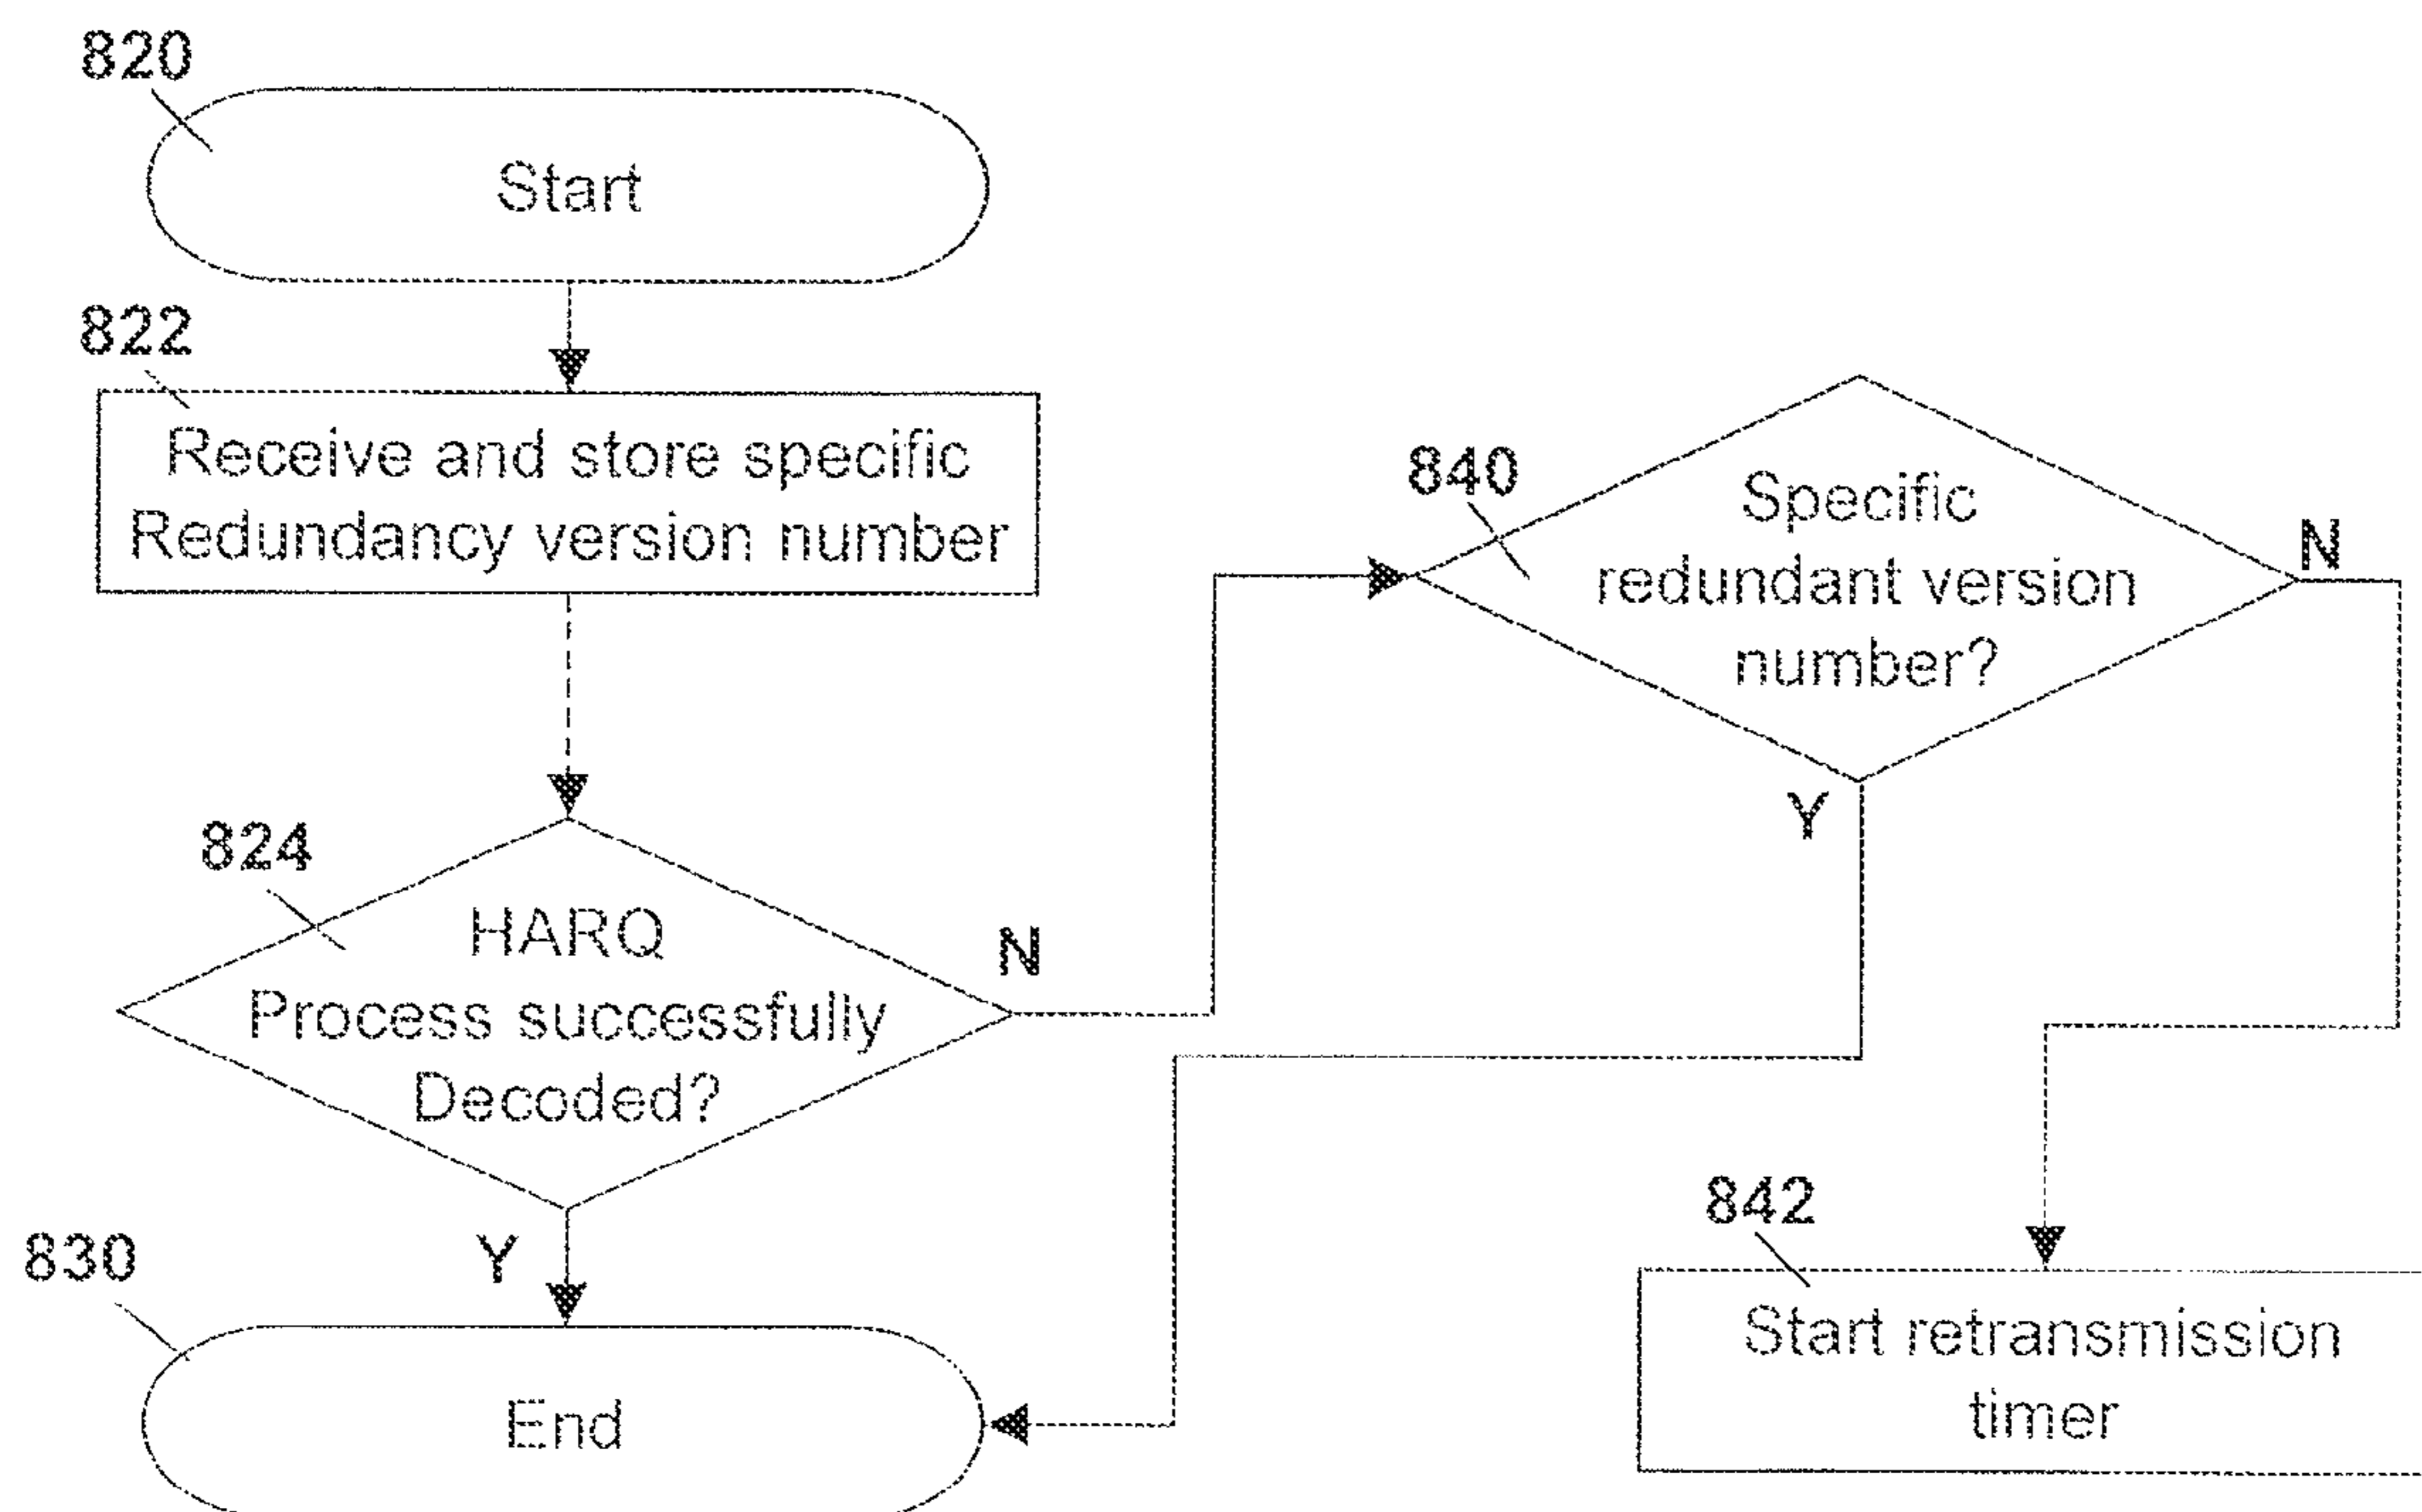 820
Start
822
Receive and store specific
Redundancy version number
824
HARQ
Process successfully
Decoded?
N
Y
830
End
840
Specific
redundant version
number?
N
Y
842
Start retransmission
timer